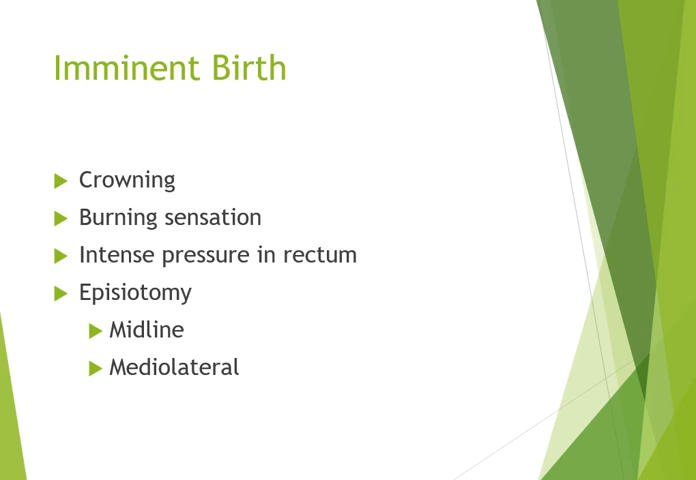 Imminent Birth
Crowning
Burning sensation
Intense pressure in rectum
Episiotomy
Midline
Mediolateral